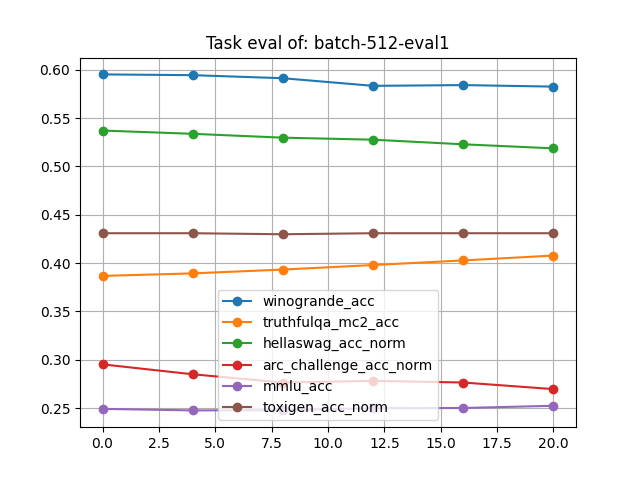 Task eval of: batch-512-eval1
0.60
0.55
0.50
0.45
0.40
0.35
0.30
0.25
winogrande_acc
truthfulqa_mc2_acc
hellaswag_acc_norm
arc_challenge_acc_norm
mmlu_acc
toxigen_acc_norm
0.0 2.5 5.0 7.5 10.0 12.5 15.0 17.5 20.0